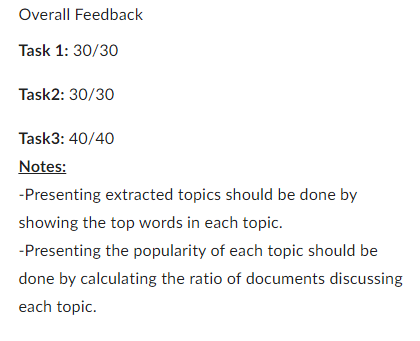 Overall Feedback
Task 1: 30/30
Task2: 30/30
Task3: 40/40
Notes:
-Presenting extracted topics should be done by
showing the top words in each topic.
-Presenting the popularity of each topic should be
done by calculating the ratio of documents discussing
each topic.